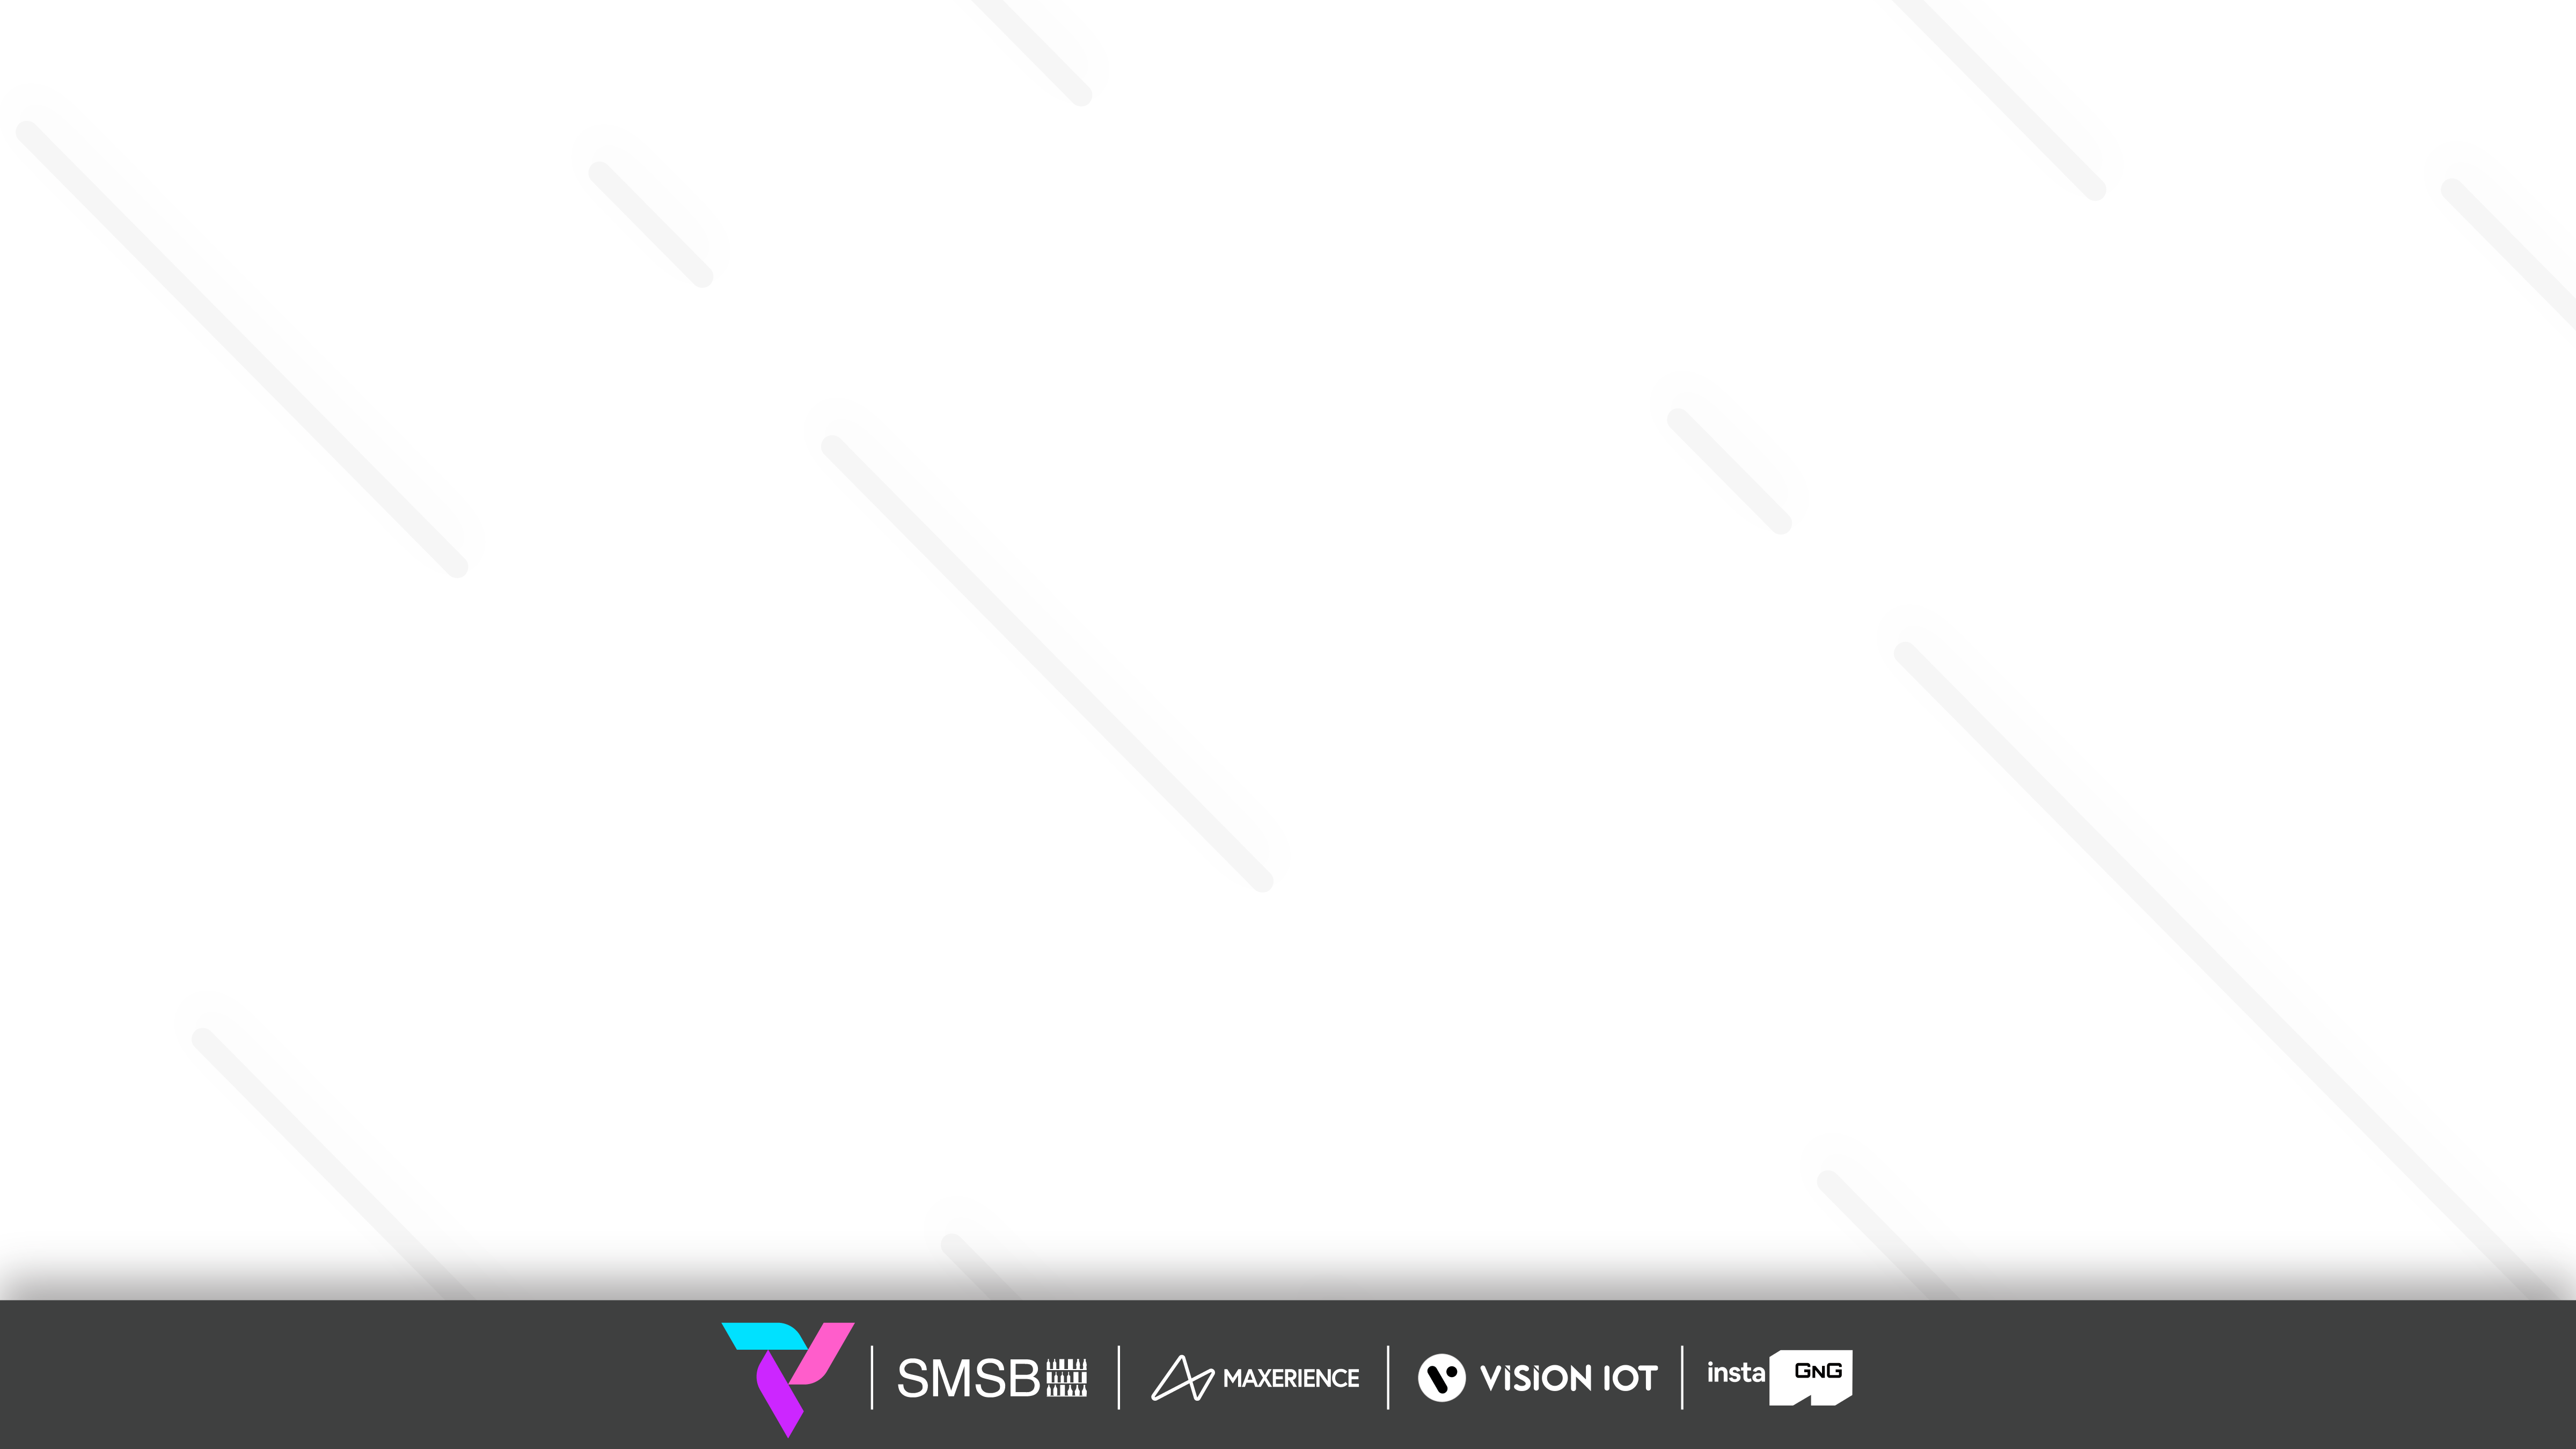 SMSB | MAXERIENCE | VISION IOT | insta GNG